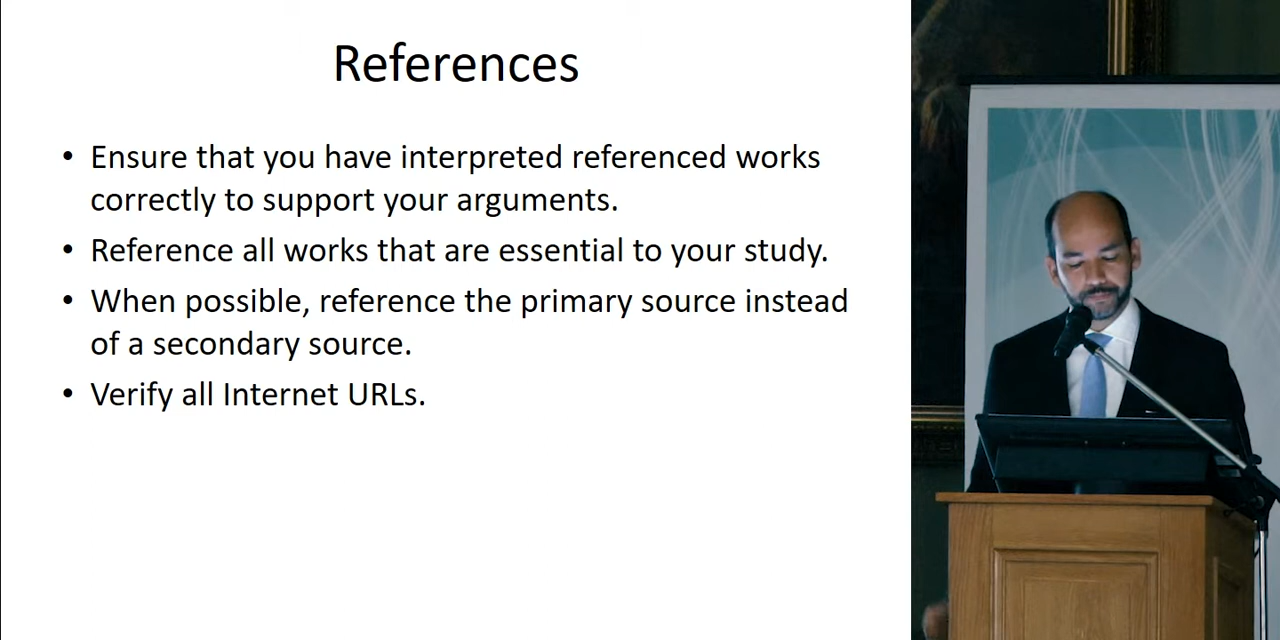 References
• Ensure that you have interpreted referenced works
correctly to support your arguments.
• Reference all works that are essential to your study.
• When possible, reference the primary source instead
of a secondary source.
• Verify all Internet URLs.